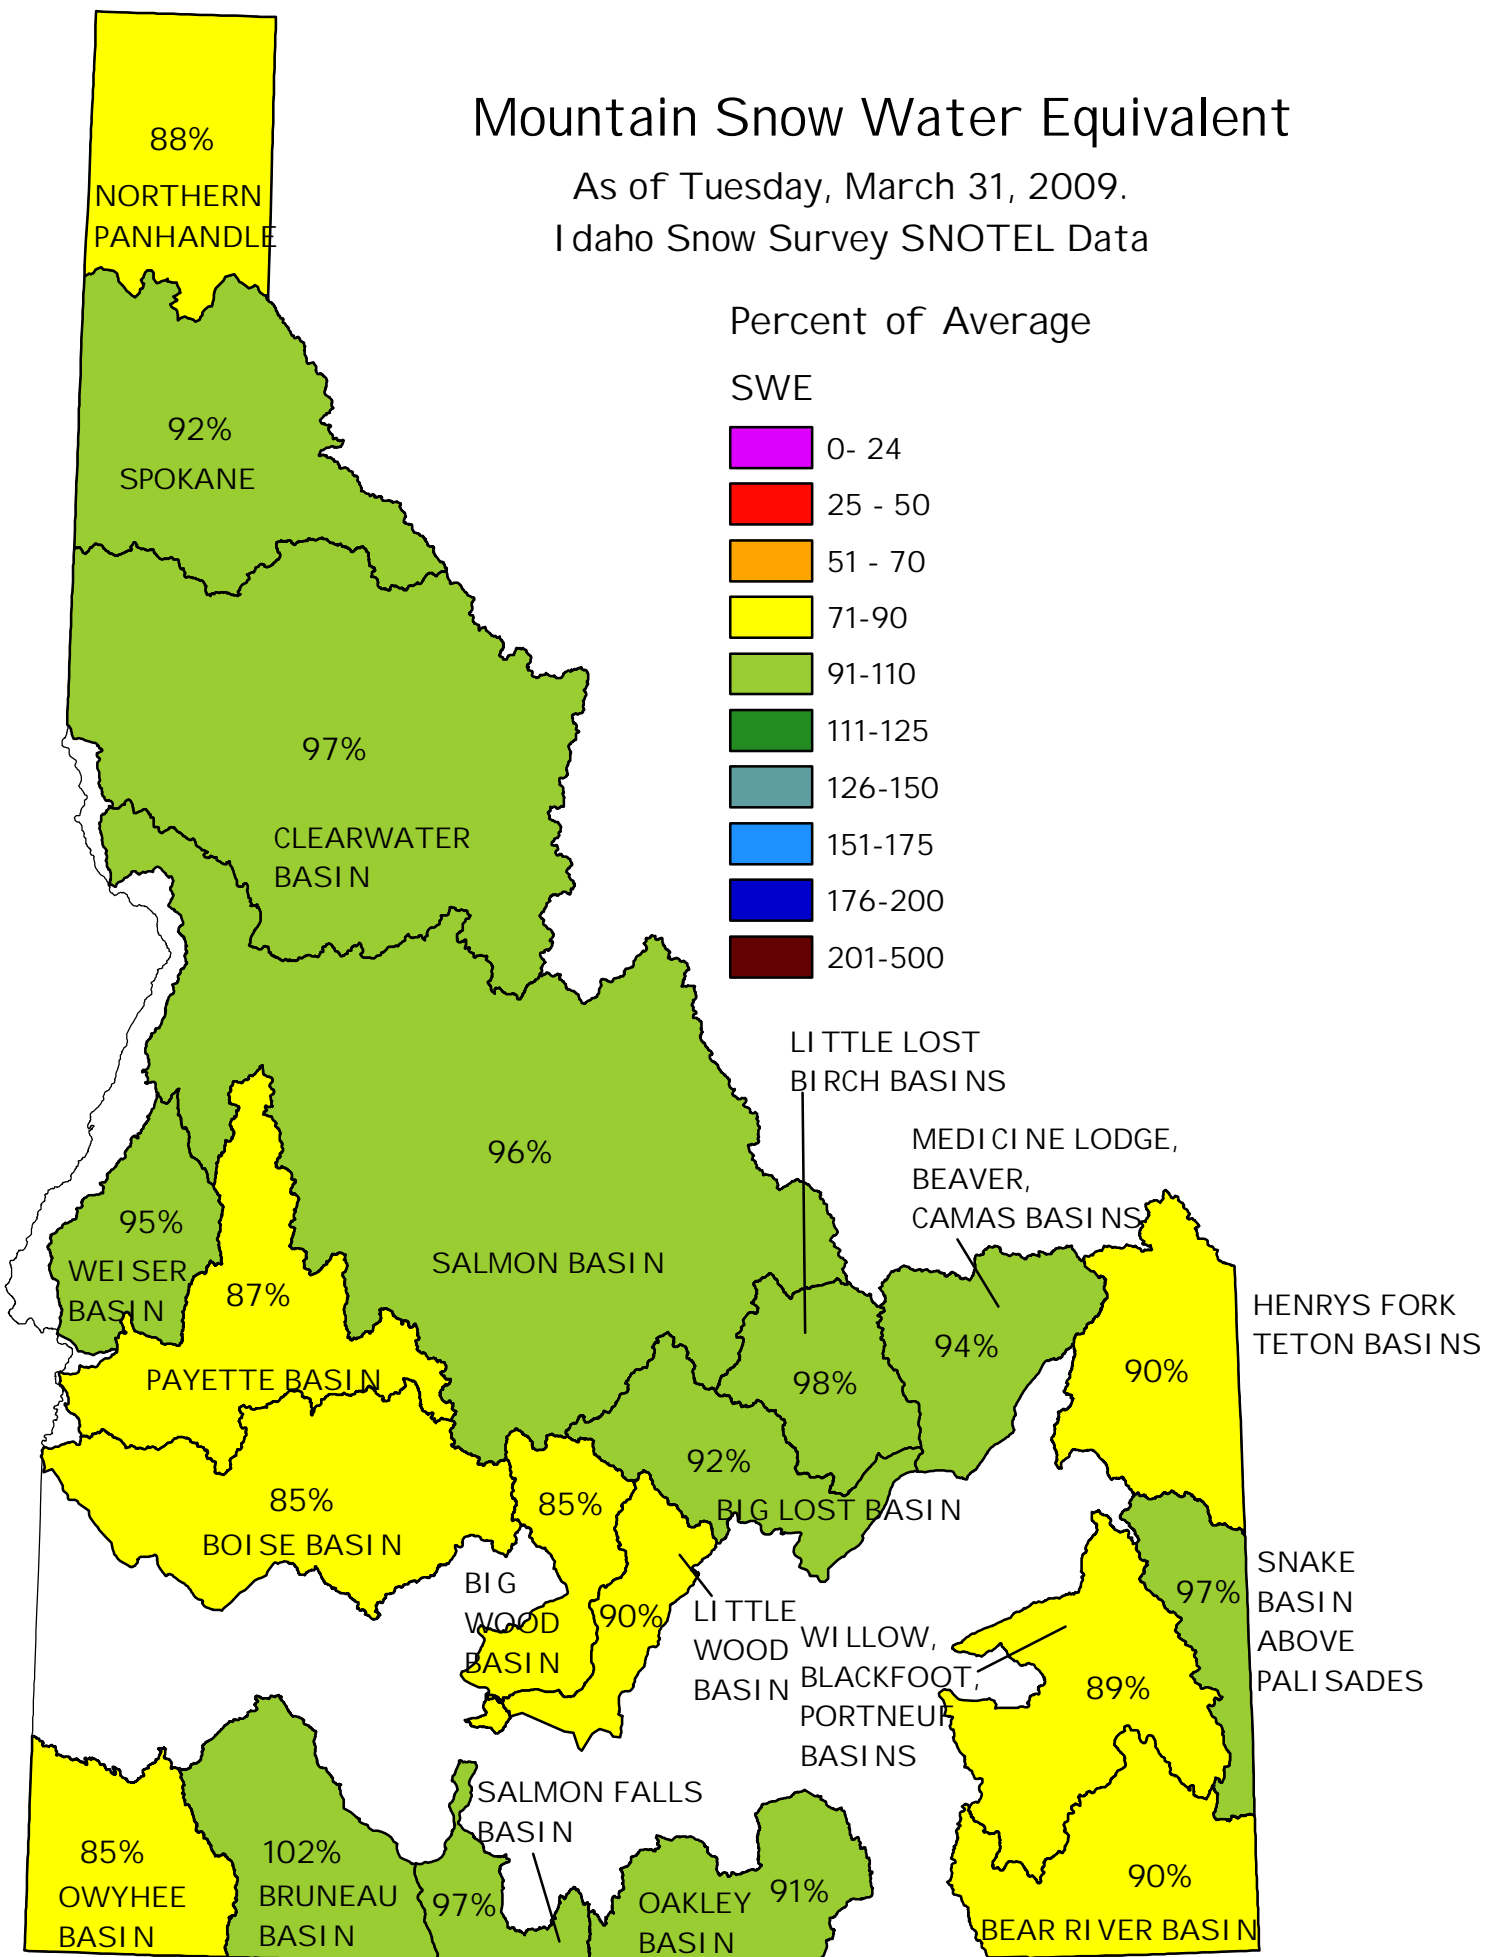 Mountain Snow Water Equivalent
As of Tuesday, March 31, 2009.
Idaho Snow Survey SNOTEL Data
Percent of Average
SWE
0- 24
25 - 50
51 - 70
71-90
91-110
111-125
126-150
151-175
176-200
201-500
88%
NORTHERN
PANHANDLE
92%
SPOKANE
97%
CLEARWATER
BASIN
96%
SALMON BASIN
LITTLE LOST
BIRCH BASINS
98%
MEDICINE LODGE,
BEAVER,
CAMAS BASINS
94%
HENRYS FORK
TETON BASINS
90%
95%
WEISER
BASIN
87%
PAYETTE BASIN
85%
BOISE BASIN
92%
BIG LOST BASIN
85%
BIG
WOOD
BASIN
90%
LITTLE
WOOD
BASIN
WILLOW,
BLACKFOOT,
PORTNEUF
BASINS
89%
97%
SNAKE
BASIN
ABOVE
PALISADES
85%
OWYHEE
BASIN
102%
BRUNEAU
BASIN
SALMON FALLS
BASIN
97%
OAKLEY
BASIN
91%
90%
BEAR RIVER BASIN